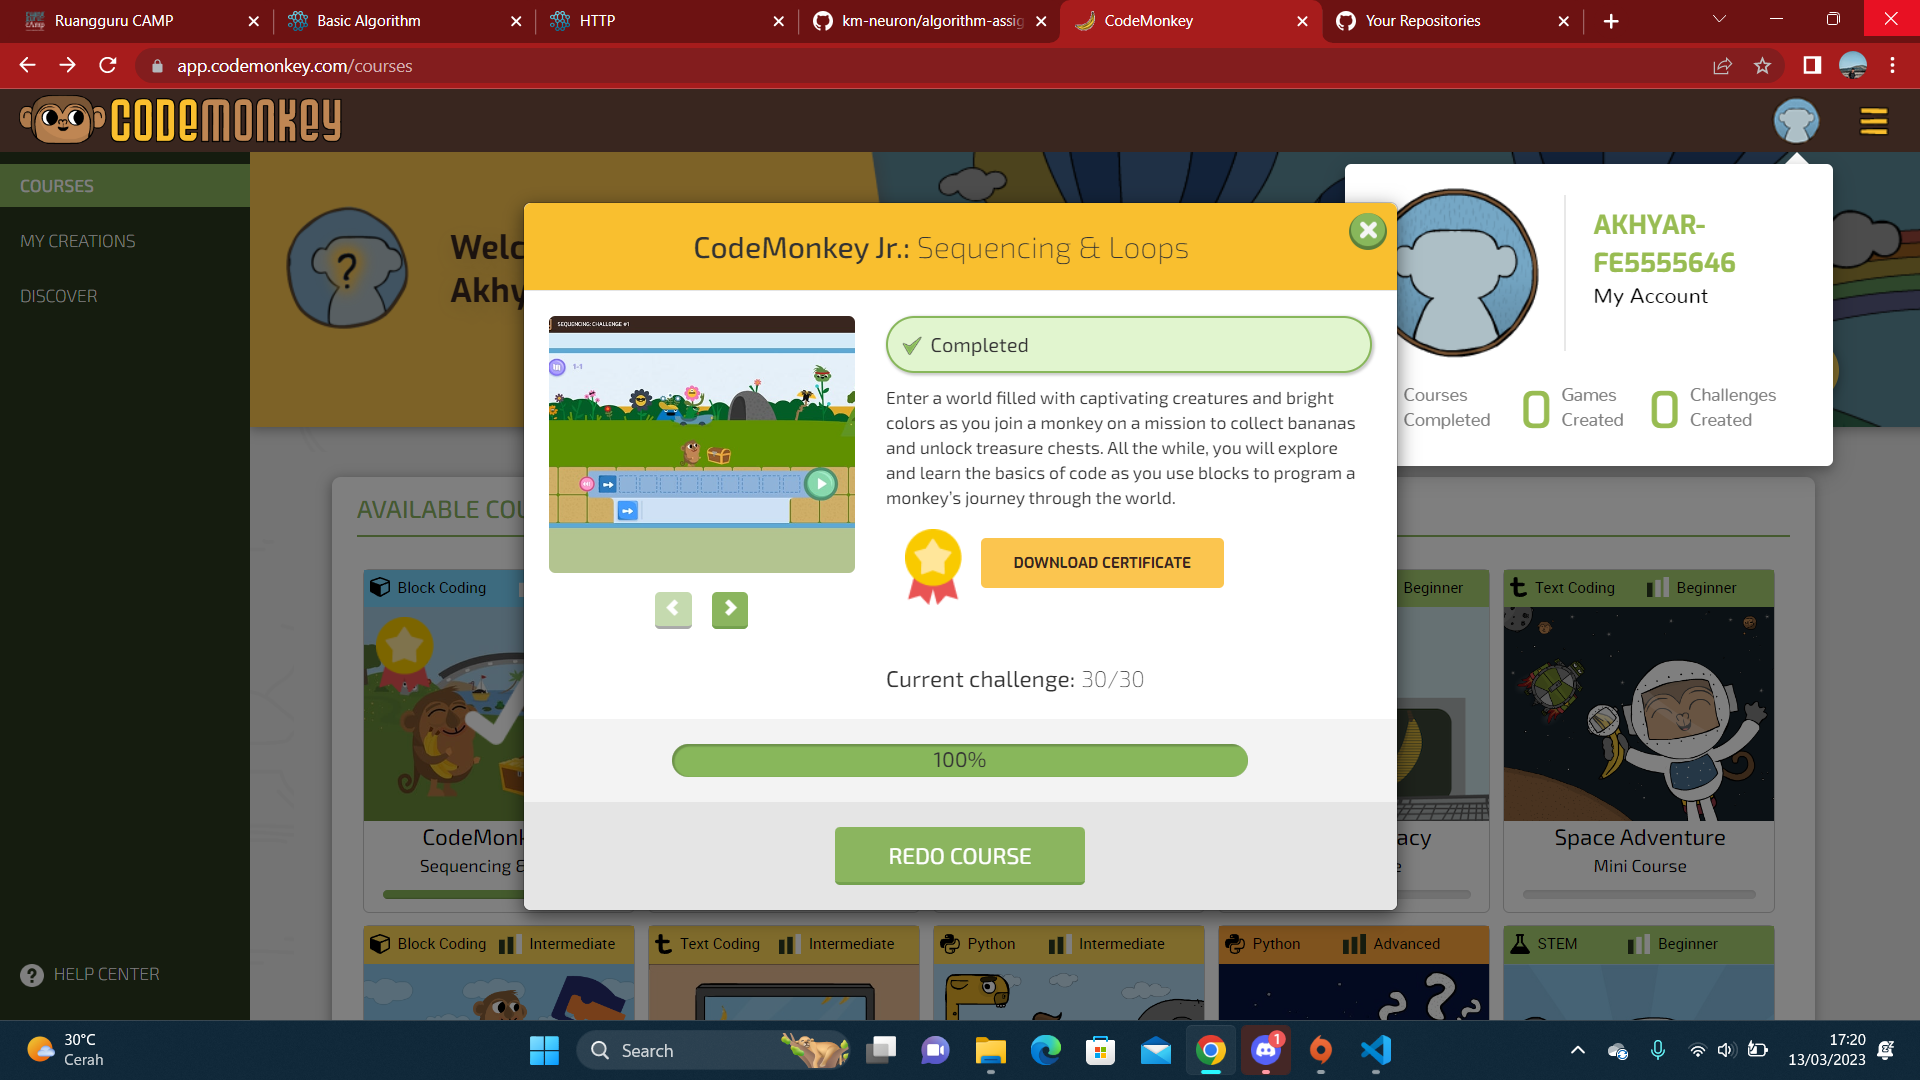 Ruangguru CAMP
Basic Algorithm
HTTP
km-neuron/algorithm-assig
CodeMonkey
Your Repositories
app.codemonkey.com/courses
CODEMONKEY
COURSES
MY CREATIONS
DISCOVER
HELP CENTER
Welc
Akhy
AKHYAR-
FE5555646
My Account
Courses
Completed
0 Games
Created
0 Challenges
Created
CodeMonkey Jr.: Sequencing & Loops
SEQUENCING: CHALLENGE #1
1-1
Completed
Enter a world filled with captivating creatures and bright
colors as you join a monkey on a mission to collect bananas
and unlock treasure chests. All the while, you will explore
and learn the basics of code as you use blocks to program a
monkey's journey through the world.
DOWNLOAD CERTIFICATE
Current challenge: 30/30
100%
REDO COURSE
AVAILABLE COU
Block Coding
Beginner
Text Coding Beginner
CodeMonk
Sequencing &
acy
Space Adventure
Mini Course
Block Coding Intermediate
Text Coding Intermediate
Python Intermediate
Python Advanced
STEM Beginner
30°C
Cerah
Search
1
17:20
13/03/2023